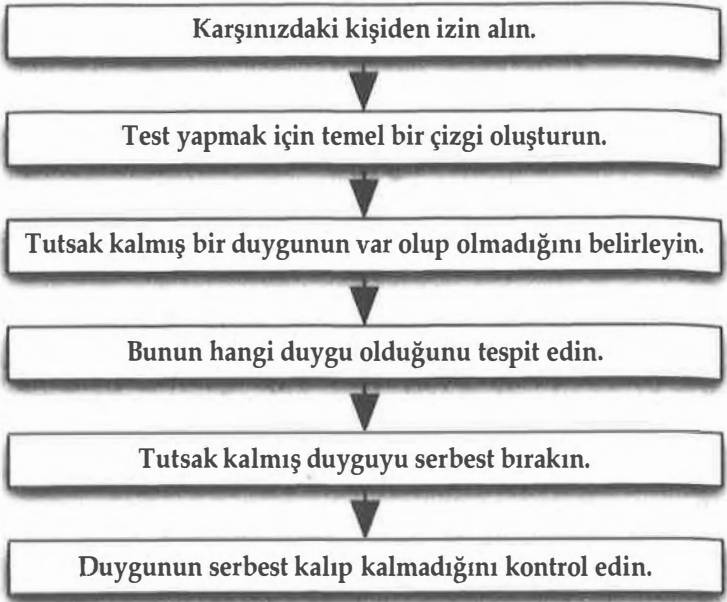 Karşınızdaki kişiden izin alın.
Test yapmak için temel bir çizgi oluşturun.
Tutsak kalmış bir duygunun var olup olmadığını belirleyin.
Bunun hangi duygu olduğunu tespit edin.
Tutsak kalmış duyguyu serbest bırakın.
Duygunun serbest kalıp kalmadığını kontrol edin.